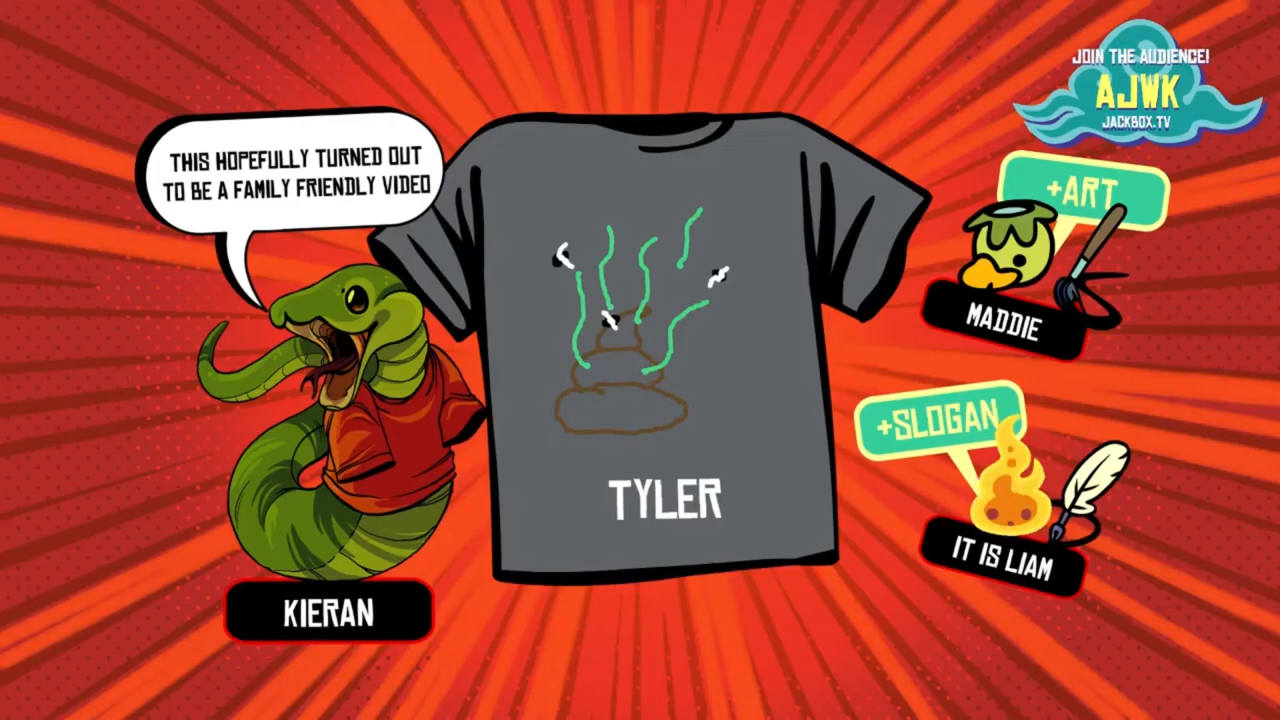 JOIN THE AUDIENCE!
AJWK
JACKBOX.TV
THIS HOPEFULLY TURNED OUT
TO BE A FAMILY FRIENDLY VIDEO
+ART
MADDIE
+SLOGAN
IT IS LIAM
TYLER
KIERAN